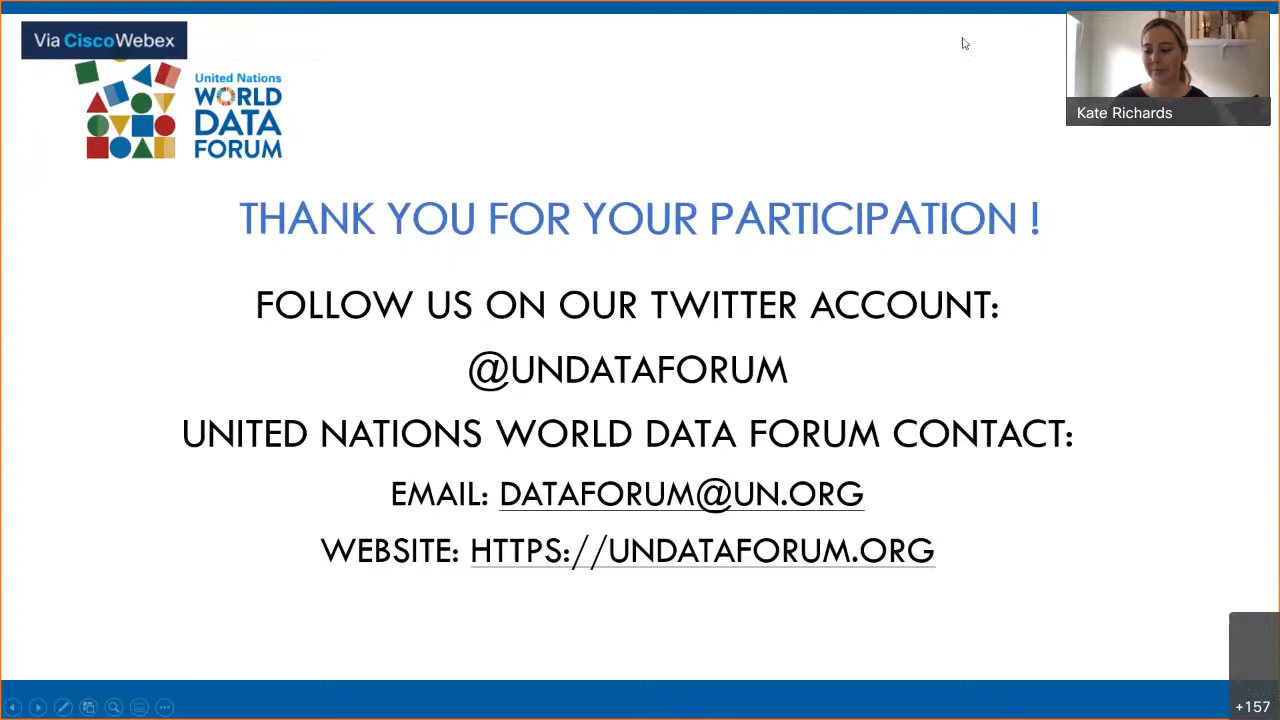 Via CiscoWebex
Kate Richards
United Nations
WORLD
DATA
FORUM
THANK YOU FOR YOUR PARTICIPATION !
FOLLOW US ON OUR TWITTER ACCOUNT:
@UNDATAFORUM
UNITED NATIONS WORLD DATA FORUM CONTACT:
EMAIL: DATAFORUM@UN.ORG
WEBSITE: HTTPS://UNDATAFORUM.ORG
+157